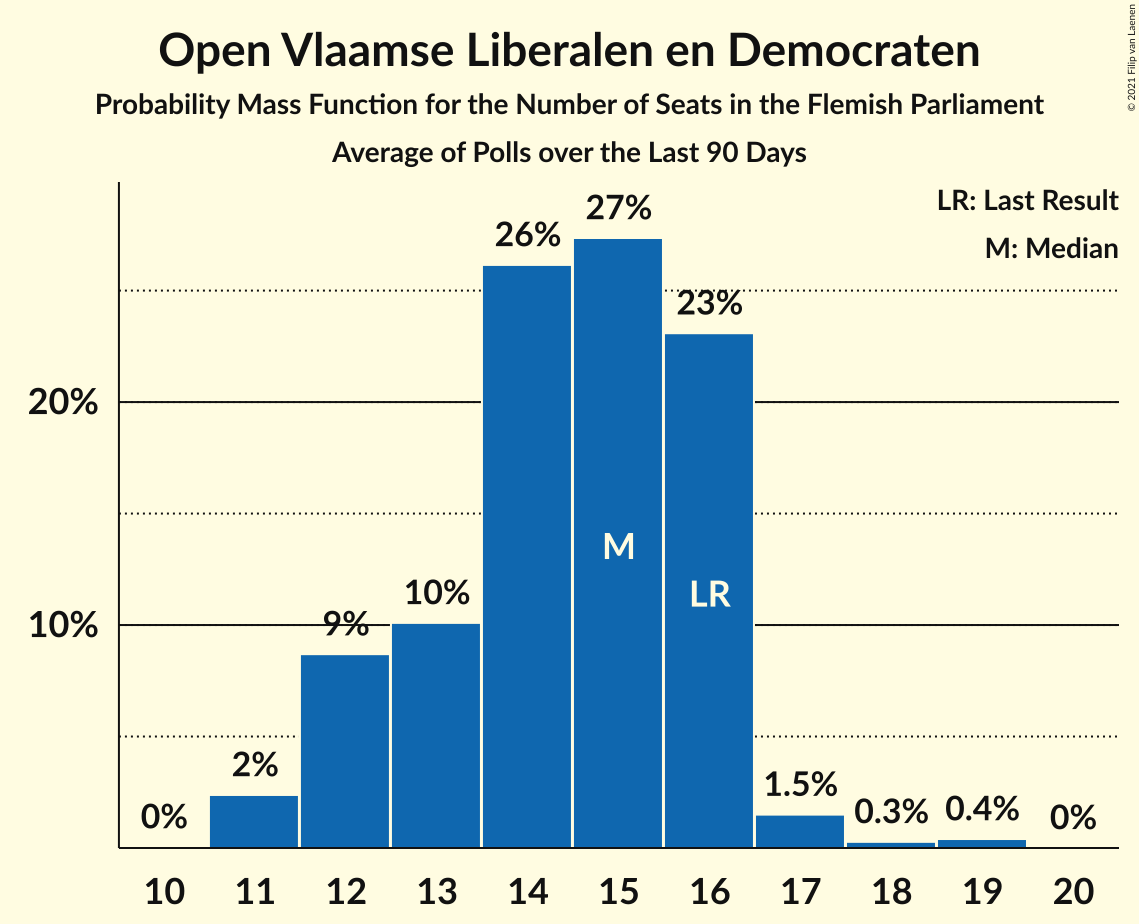 Open Vlaamse Liberalen en Democraten
Probability Mass Function for the Number of Seats in the Flemish Parliament
Average of Polls over the Last 90 Days
© 2021 Filip van Laenen
LR: Last Result
M: Median
20%
10%
0%
2%
9%
10%
26%
27%
23%
1.5%
0.3%
0.4%
0%
M
LR
10 11 12 13 14 15 16 17 18 19 20